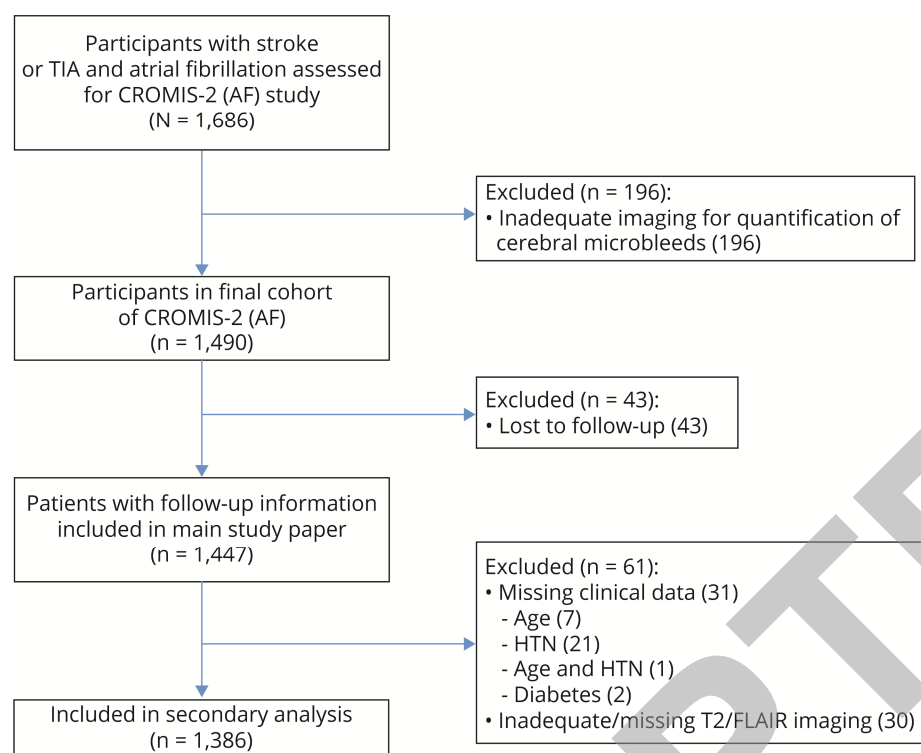 Participants with stroke
or TIA and atrial fibrillation assessed
for CROMIS-2 (AF) study
(N = 1,686)
Excluded (n = 196):
• Inadequate imaging for quantification of
cerebral microbleeds (196)
Participants in final cohort
of CROMIS-2 (AF)
(n = 1,490)
Excluded (n = 43):
• Lost to follow-up (43)
Patients with follow-up information
included in main study paper
(n = 1,447)
Excluded (n = 61):
• Missing clinical data (31)
- Age (7)
- HTN (21)
- Age and HTN (1)
- Diabetes (2)
• Inadequate/missing T2/FLAIR imaging (30)
Included in secondary analysis
(n = 1,386)